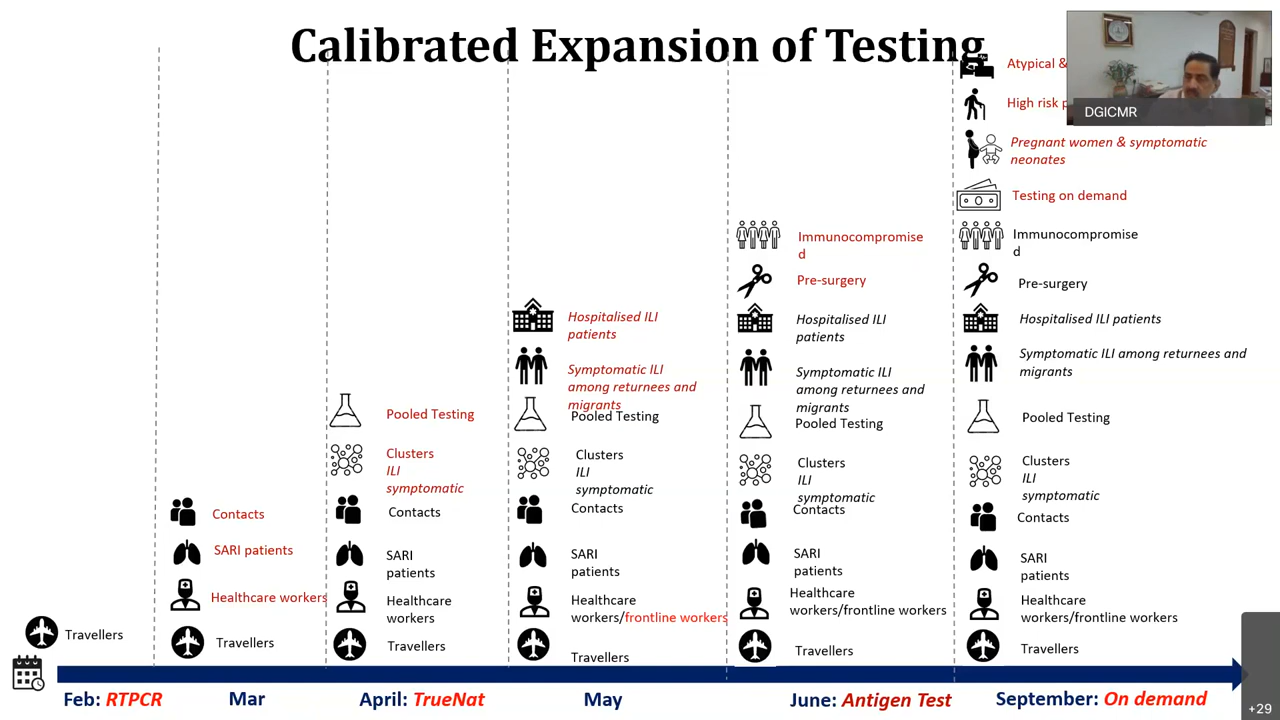 Calibrated Expansion of Testing
DGICMR
Travellers
Feb: RTPCR
Contacts
SARI patients
Healthcare workers
Travellers
Mar
Pooled Testing
Clusters
ILI
symptomatic
Contacts
SARI
patients
Healthcare
workers
Travellers
April: TrueNat
Hospitalised ILI
patients
Symptomatic ILI
among returnees and
migrants
Pooled Testing
Clusters
ILI
symptomatic
Contacts
SARI
patients
Healthcare
workers/frontline workers
Travellers
May
Immunocompromise
d
Pre-surgery
Hospitalised ILI
patients
Symptomatic ILI
among returnees and
migrants
Pooled Testing
Clusters
ILI
symptomatic
Contacts
SARI
patients
Healthcare
workers/frontline workers
Travellers
June: Antigen Test
Atypical &
High risk
Pregnant women & symptomatic
neonates
Testing on demand
Immunocompromise
d
Pre-surgery
Hospitalised ILI patients
Symptomatic ILI among returnees and
migrants
Pooled Testing
Clusters
ILI
symptomatic
Contacts
SARI
patients
Healthcare
workers/frontline workers
Travellers
September: On demand
+29